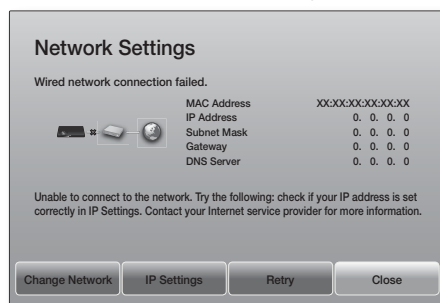 Network Settings
Wired network connection failed.
MAC Address XX:XX:XX:XX:XX:XX
IP Address 0. 0. 0. 0
Subnet Mask 0. 0. 0. 0
Gateway 0. 0. 0. 0
DNS Server 0. 0. 0. 0
Unable to connect to the network. Try the following: check if your IP address is set
correctly in IP Settings. Contact your Internet service provider for more information.
Change Network IP Settings Retry Close